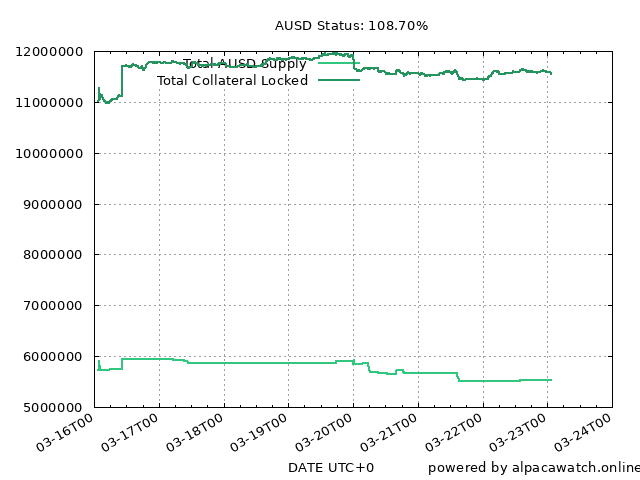 AUSD Status: 108.70%
12000000
Total AUSD Supply
Total Collateral Locked
11000000
10000000
9000000
8000000
7000000
6000000
5000000
03-16T00
03-17T00
03-18T00
03-19T00
03-20T00
03-21T00
03-22T00
03-23T00
03-24T00
DATE UTC+0
powered by alpacawatch.online